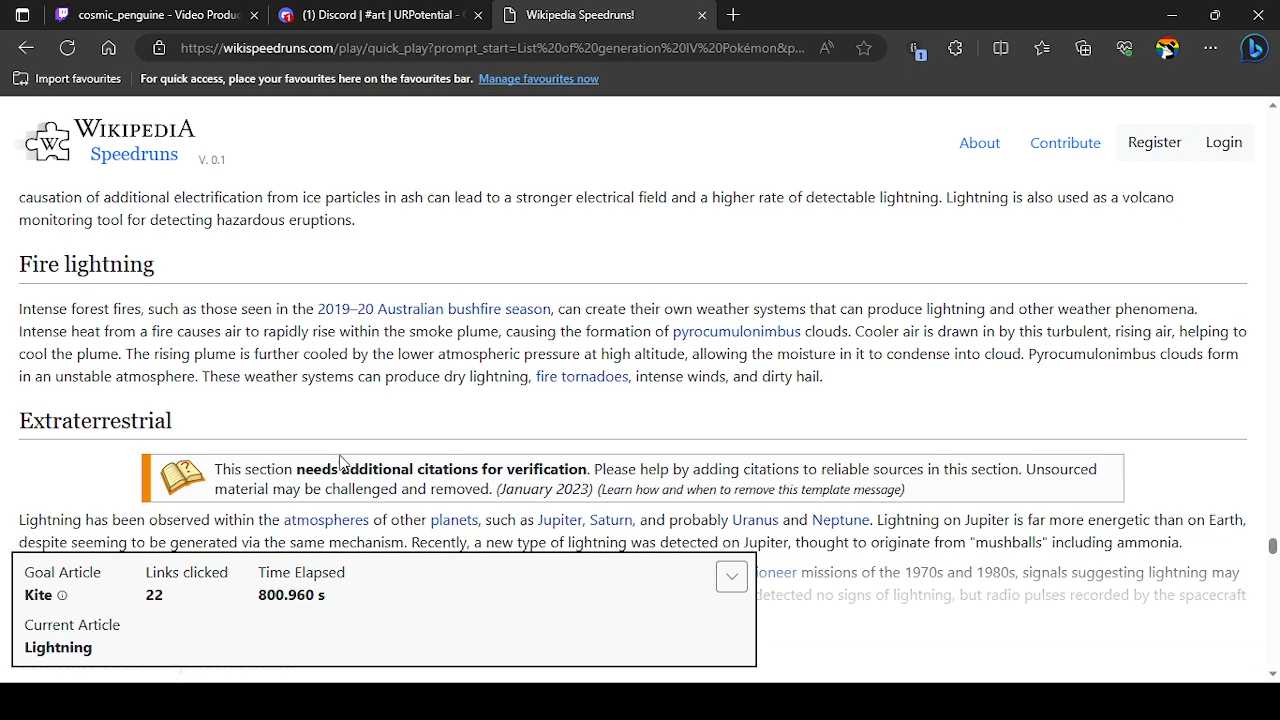 cosmic_penguine - Video Produc
(1) Discord | #art | URPotential -
Wikipedia Speedruns!
https://wikispeedruns.com/play/quick_play?prompt_start=List%20of%20generation%20IV%20Pokémon&p...
1
Import favourites
For quick access, place your favourites here on the favourites bar. Manage favourites now
WIKIPEDIA
Speedruns
V. 0.1
About
Contribute
Register
Login
causation of additional electrification from ice particles in ash can lead to a stronger electrical field and a higher rate of detectable lightning. Lightning is also used as a volcano
monitoring tool for detecting hazardous eruptions.
Fire lightning
Intense forest fires, such as those seen in the 2019–20 Australian bushfire season, can create their own weather systems that can produce lightning and other weather phenomena.
Intense heat from a fire causes air to rapidly rise within the smoke plume, causing the formation of pyrocumulonimbus clouds. Cooler air is drawn in by this turbulent, rising air, helping to
cool the plume. The rising plume is further cooled by the lower atmospheric pressure at high altitude, allowing the moisture in it to condense into cloud. Pyrocumulonimbus clouds form
in an unstable atmosphere. These weather systems can produce dry lightning, fire tornadoes, intense winds, and dirty hail.
Extraterrestrial
This section needs additional citations for verification. Please help by adding citations to reliable sources in this section. Unsourced
material may be challenged and removed. (January 2023) (Learn how and when to remove this template message)
Lightning has been observed within the atmospheres of other planets, such as Jupiter, Saturn, and probably Uranus and Neptune. Lightning on Jupiter is far more energetic than on Earth,
despite seeming to be generated via the same mechanism. Recently, a new type of lightning was detected on Jupiter, thought to originate from "mushballs" including ammonia.
ioneer missions of the 1970s and 1980s, signals suggesting lightning may
detected no signs of lightning, but radio pulses recorded by the spacecraft
Goal Article
Links clicked
Time Elapsed
Kite
22
800.960 s
Current Article
Lightning